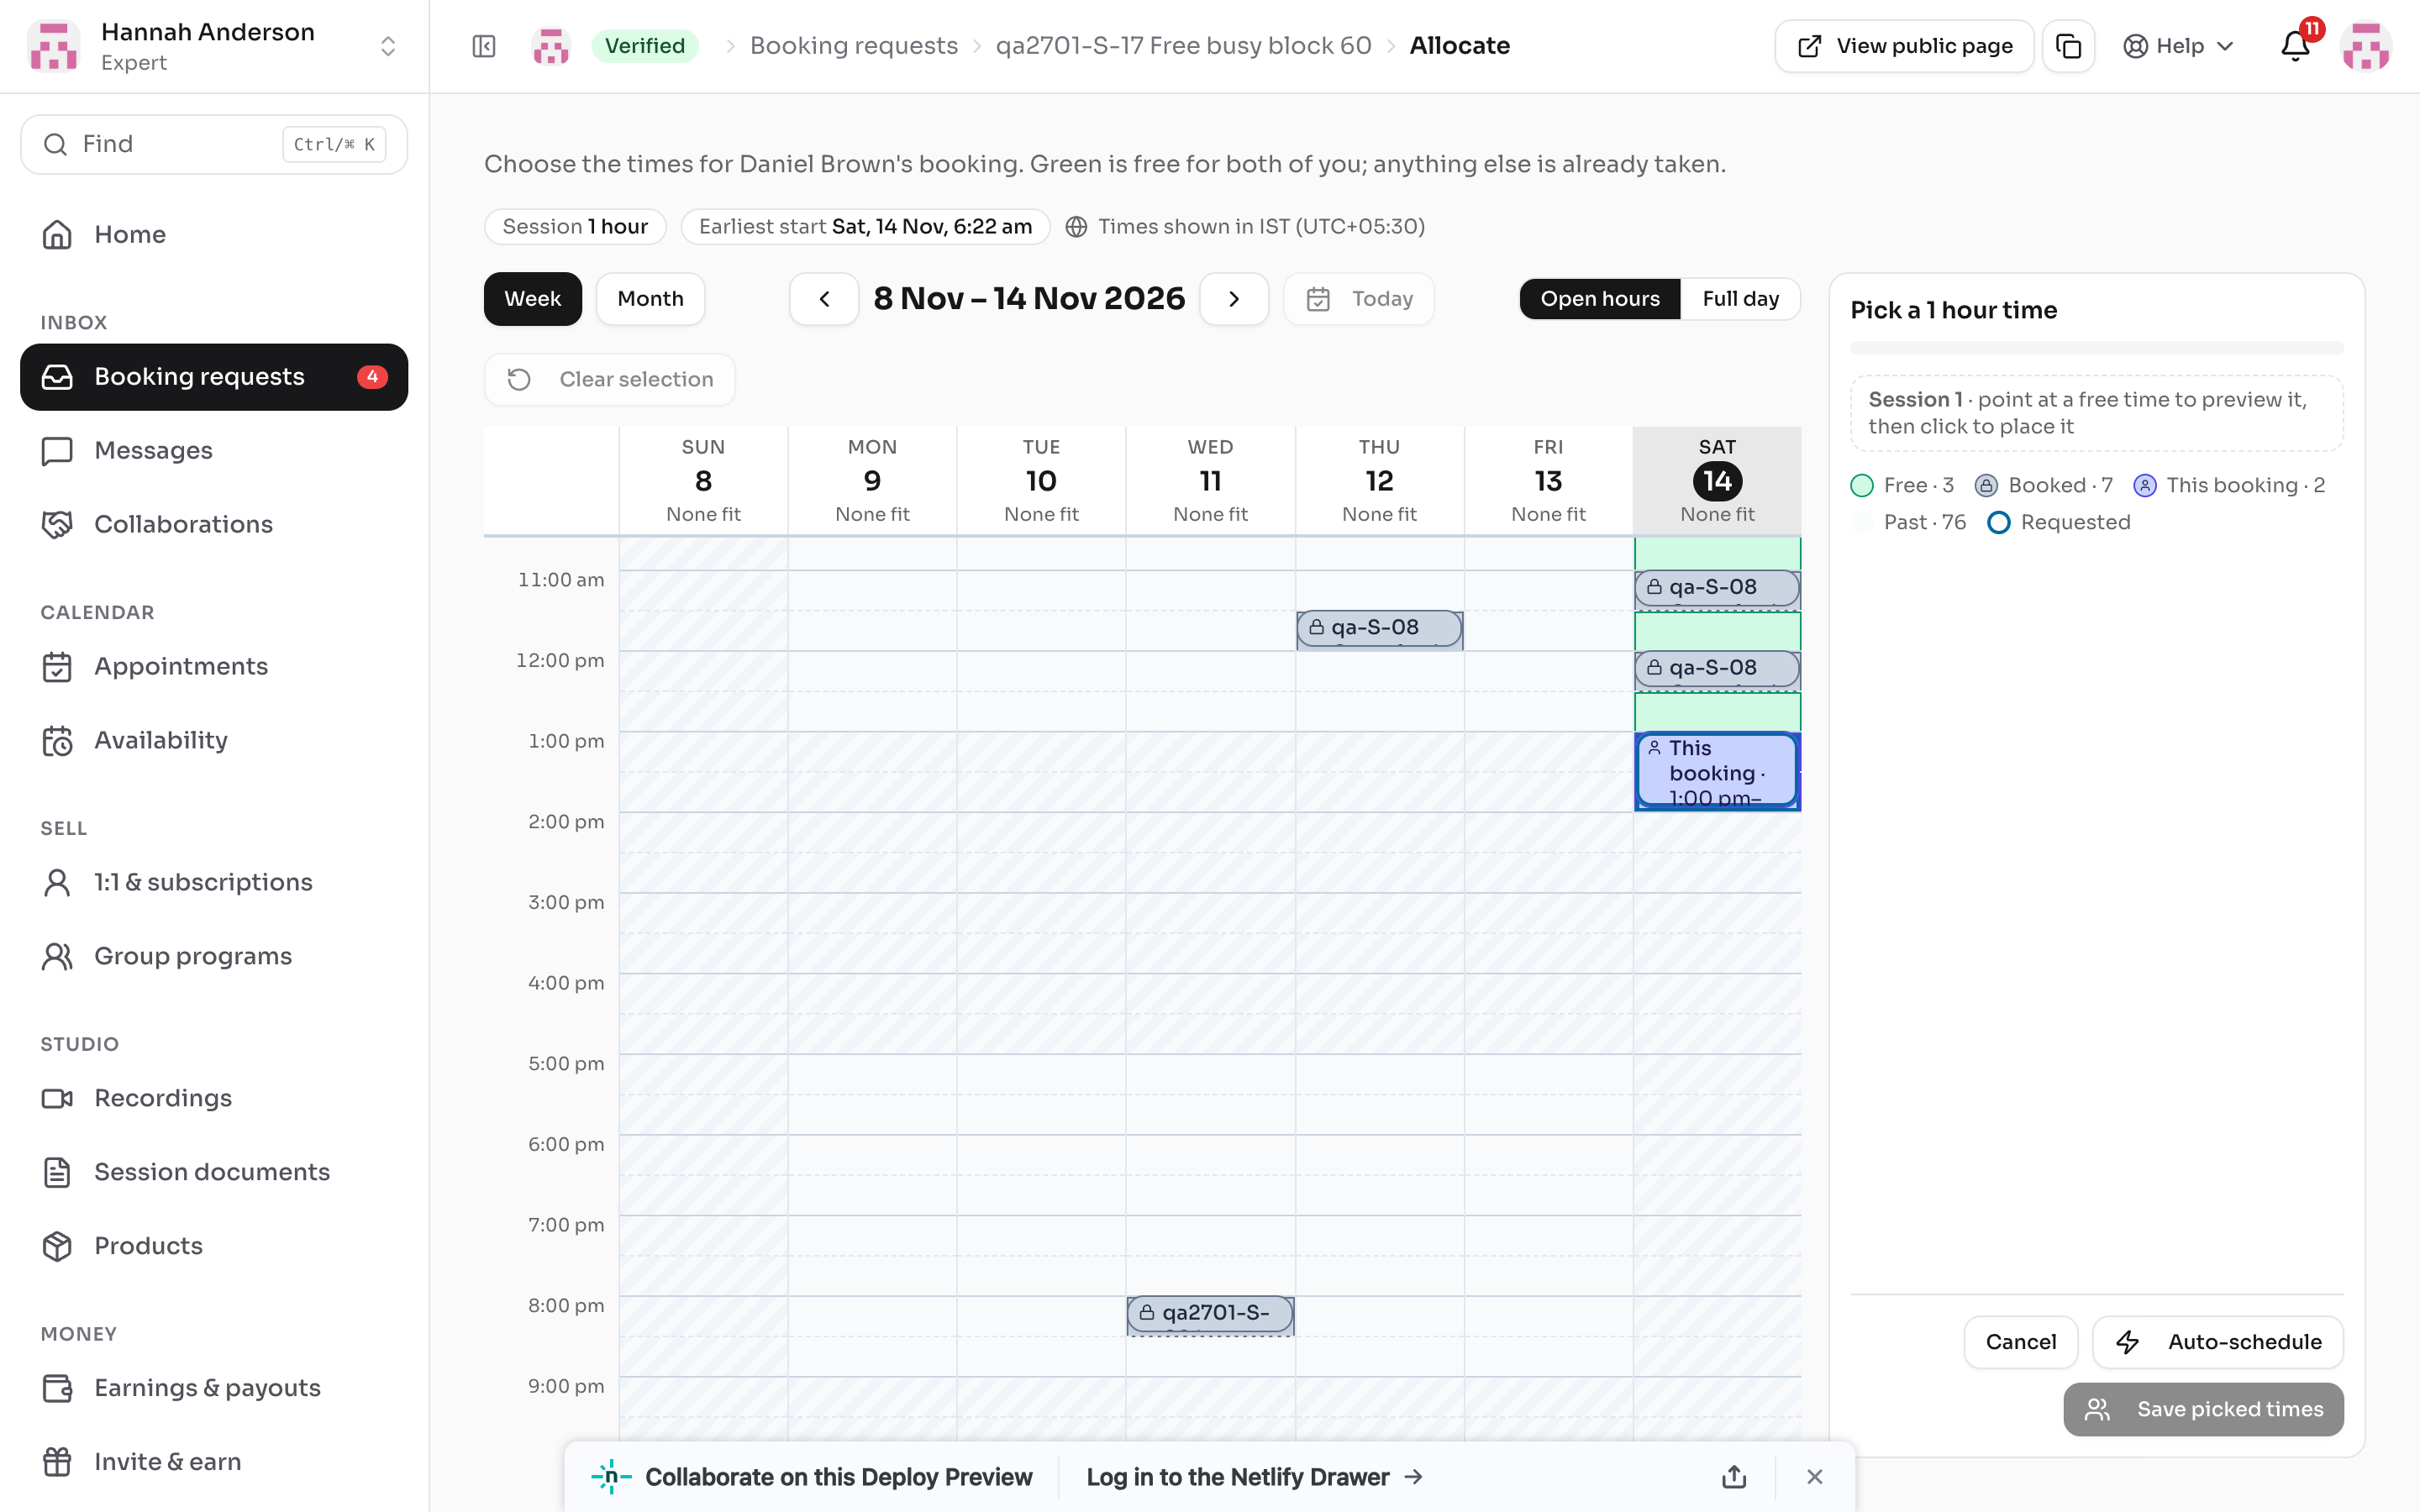 Hannah Anderson
Expert
Verified
Booking requests
qa2701-S-17 Free busy block 60
Allocate
View public page
Help
11
Find
Ctrl/⌘ K
Home
INBOX
Booking requests
4
Messages
Collaborations
CALENDAR
Appointments
Availability
SELL
1:1 & subscriptions
Group programs
STUDIO
Recordings
Session documents
Products
MONEY
Earnings & payouts
Invite & earn
Choose the times for Daniel Brown's booking. Green is free for both of you; anything else is already taken.
Session 1 hour
Earliest start Sat, 14 Nov, 6:22 am
Times shown in IST (UTC+05:30)
Week
Month
8 Nov – 14 Nov 2026
Today
Open hours
Full day
Clear selection
SUN
8
None fit
MON
9
None fit
TUE
10
None fit
WED
11
None fit
THU
12
None fit
FRI
13
None fit
SAT
14
None fit
11:00 am
12:00 pm
1:00 pm
2:00 pm
3:00 pm
4:00 pm
5:00 pm
6:00 pm
7:00 pm
8:00 pm
9:00 pm
qa-S-08
qa-S-08
qa-S-08
This
booking ·
1:00 pm–
qa2701-S-
Pick a 1 hour time
Session 1 · point at a free time to preview it,
then click to place it
Free · 3
Booked · 7
This booking · 2
Past · 76
Requested
Cancel
Auto-schedule
Save picked times
Collaborate on this Deploy Preview
Log in to the Netlify Drawer →